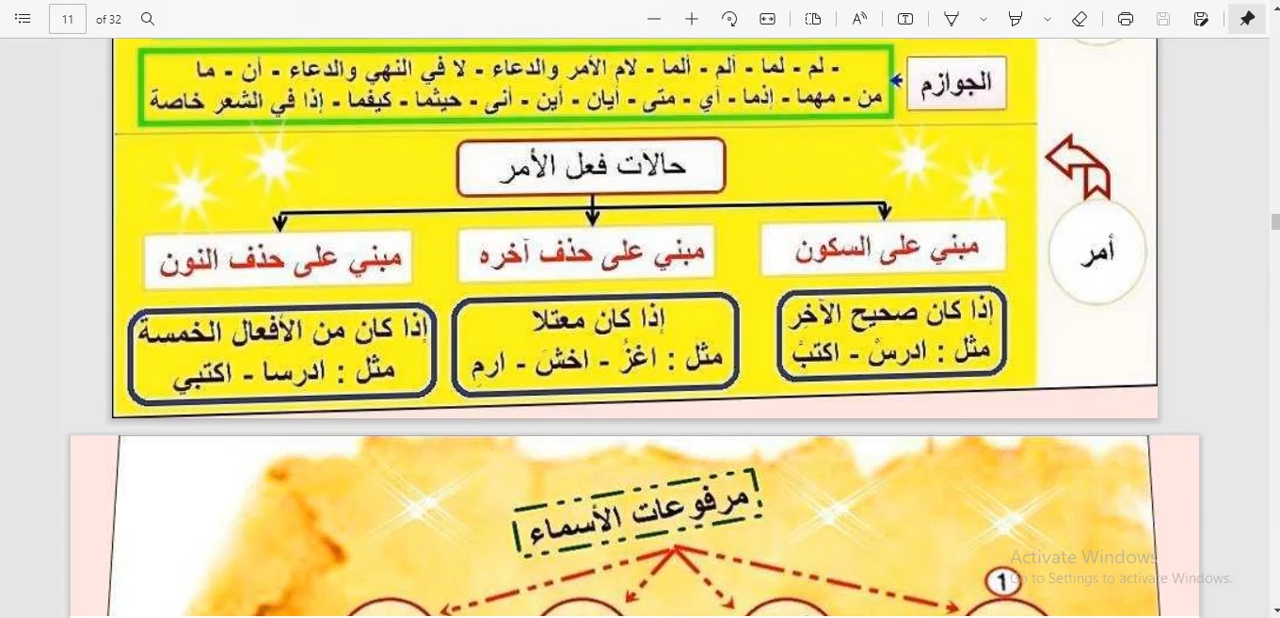 11
of 32
الجوازم
- لم - لما - ألم - ألما - لام الأمر والدعاء - لا في النهي والدعاء - أن - ما
من - مهما - إذما - أي - متى - أيان - أين - أنى - حيثما - كيفما - إذا في الشعر خاصة
أمر
حالات فعل الأمر
مبني على السكون
إذا كان صحيح الآخِر
مثل : ادرسْ - اكتبْ
مبني على حذف آخره
إذا كان معتلا
مثل : اغزُ - اخشَ - ارمِ
مبني على حذف النون
إذا كان من الأفعال الخمسة
مثل : ادرسا - اكتبي
مرفوعات الأسماء
1
Activate Windows
Go to Settings to activate Windows.